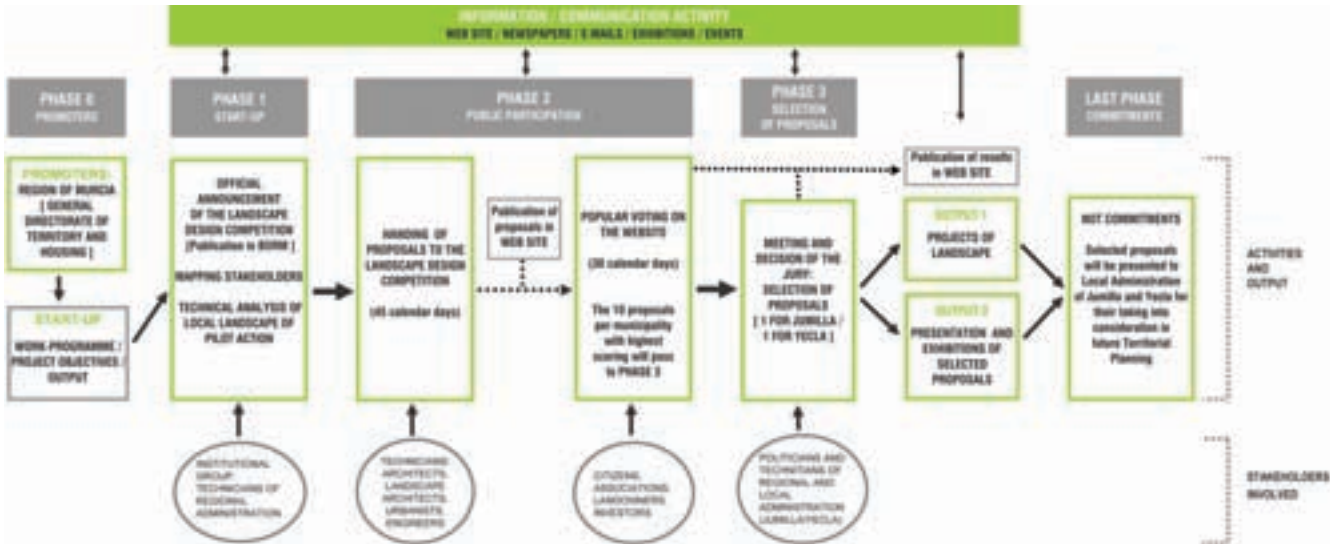 INFORMATION / COMMUNICATION ACTIVITY
WEB SITE / NEWSPAPERS / E-MAILS / EXHIBITIONS / EVENTS
PHASE 0
PROMOTERS
PHASE 1
START-UP
PHASE 2
PUBLIC PARTICIPATION
PHASE 3
SELECTION
OF PROPOSALS
LAST PHASE
COMMITMENTS
PROMOTERS:
REGION OF MURCIA
[ GENERAL
DIRECTORATE OF
TERRITORY AND
HOUSING ]
START-UP
WORK-PROGRAMME /
PROJECT OBJECTIVES /
OUTPUT
OFFICIAL
ANNOUNCEMENT
OF THE LANDSCAPE
DESIGN COMPETITION
[Publication in BORM ]
MAPPING STAKEHOLDERS
TECHNICAL ANALYSIS OF
LOCAL LANDSCAPE OF
PILOT ACTION
HANDING OF
PROPOSALS TO THE
LANDSCAPE DESIGN
COMPETITION
(45 calendar days)
Publication of
proposals in
WEB SITE
POPULAR VOTING ON
THE WEBSITE
(30 calendar days)
The 10 proposals
per municipality
with highest
scoring will pass
to PHASE 3
MEETING AND
DECISION OF THE
JURY:
SELECTION OF
PROPOSALS
[ 1 FOR JUMILLA /
1 FOR YECLA ]
Publication of results
in WEB SITE
OUTPUT 1
PROJECTS OF
LANDSCAPE
OUTPUT 2
PRESENTATION AND
EXHIBITIONS OF
SELECTED
PROPOSALS
NOT COMMITMENTS
Selected proposals
will be presented to
Local Administration
of Jumilla and Yecla for
their taking into
consideration in
future Territorial
Planning
ACTIVITIES
AND
OUTPUT
INSTITUTIONAL
GROUP:
TECHNICIANS OF
REGIONAL
ADMINISTRATION
TECHNICIANS:
ARCHITECTS,
LANDSCAPE
ARCHITECTS,
URBANISTS,
ENGINEERS
CITIZENS,
ASSOCIATIONS,
LANDOWNERS,
INVESTORS
POLITICIANS AND
TECHNITIANS OF
REGIONAL AND
LOCAL
ADMINISTRATION
(JUMILLA/YECLA)
STAKEHOLDERS
INVOLVED